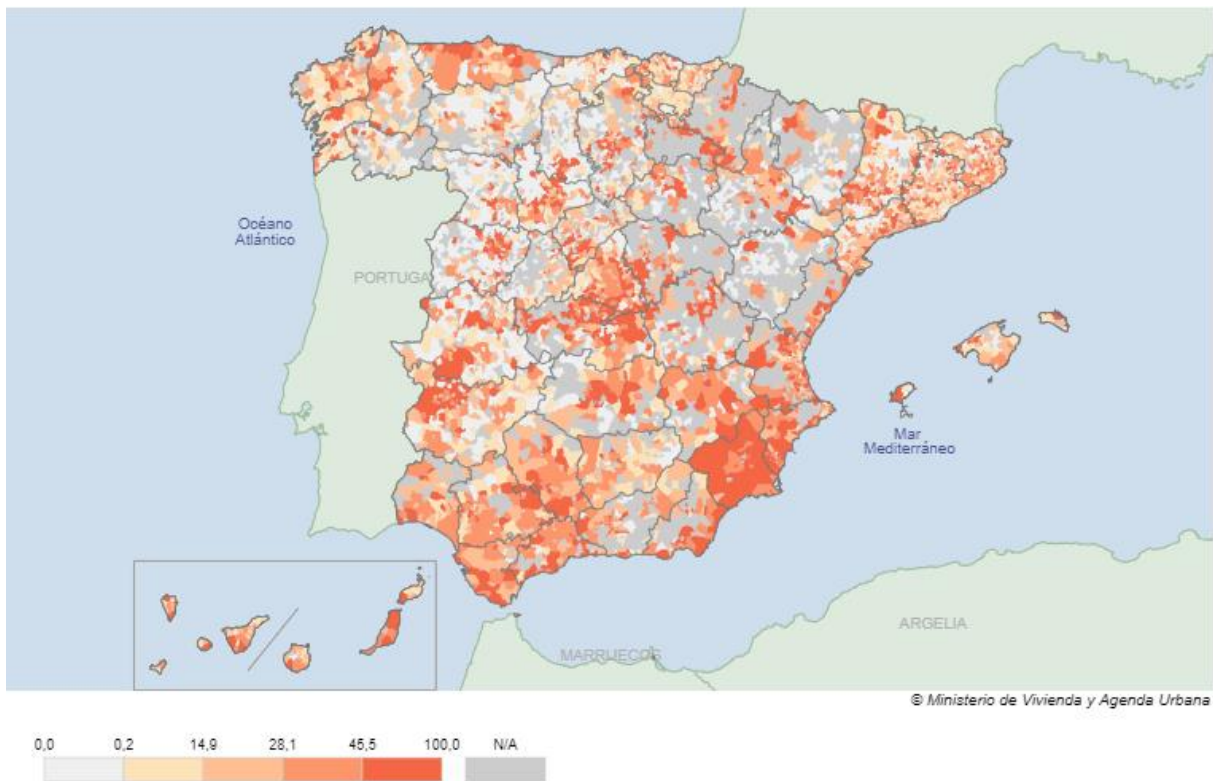 Océano
Atlántico
PORTUGA
Mar
Mediterráneo
ARGELIA
MARRUECOS
© Ministerio de Vivienda y Agenda Urbana
0,0 0,2 14,9 28,1 45,5 100,0 N/A